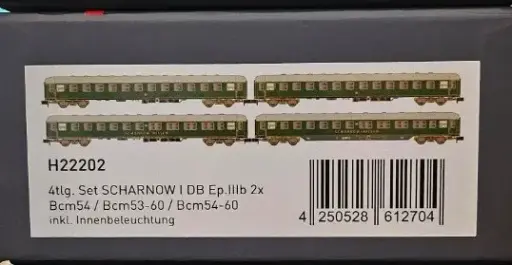 H22202
4tlg. Set SCHARNOW I DB Ep.IIIb 2x
Bcm54 / Bcm53-60 / Bcm54-60
inkl. Innenbeleuchtung
4 250528 612704